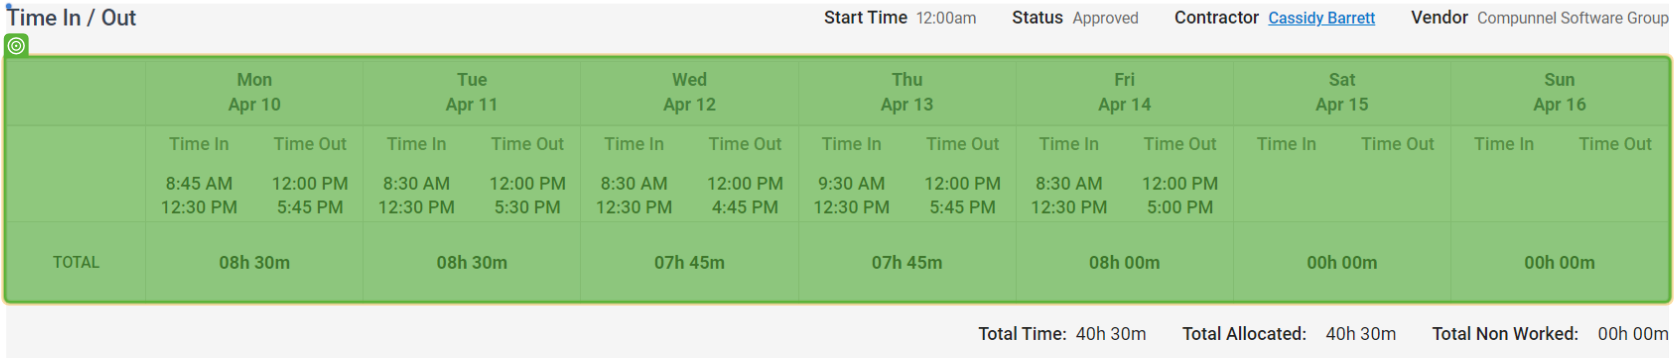 Time In / Out Start Time 12:00am Status Approved Contractor Cassidy Barrett Vendor Compunnel Software Group
Mon Tue Wed Thu Fri Sat Sun
Apr 10 Apr 11 Apr 12 Apr 13 Apr 14 Apr 15 Apr 16
Time In Time Out Time In Time Out Time In Time Out Time In Time Out Time In Time Out Time In Time Out Time In Time Out
8:45 AM 12:00 PM 8:30 AM 12:00 PM 8:30 AM 12:00 PM 9:30 AM 12:00 PM 8:30 AM 12:00 PM
12:30 PM 5:45 PM 12:30 PM 5:30 PM 12:30 PM 4:45 PM 12:30 PM 5:45 PM 12:30 PM 5:00 PM
TOTAL 08h 30m 08h 30m 07h 45m 07h 45m 08h 00m 00h 00m 00h 00m
Total Time: 40h 30m Total Allocated: 40h 30m Total Non Worked: 00h 00m